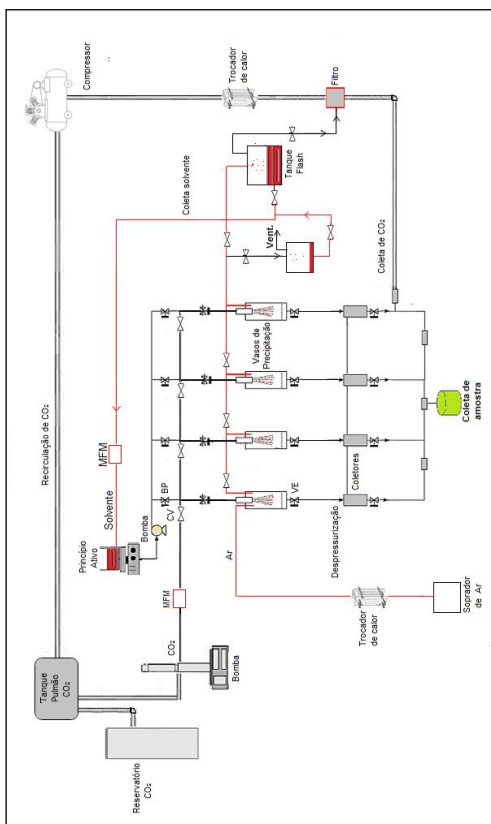 Compressor
Trocador
de calor
Filtro
Tanque
Flash
Coleta solvente
Vent.
Coleta de CO₂
Recirculação de CO₂
MFM
Solvente
Princípio
Ativo
Bomba
BP
CV
Vasos de
Precipitação
VE
Despressurização
Coletores
Coleta de
amostra
Ar
Trocador
de calor
Soprador
de Ar
MFM
CO₂
Bomba
Tanque
Pulmão
CO₂
Reservatório
CO₂